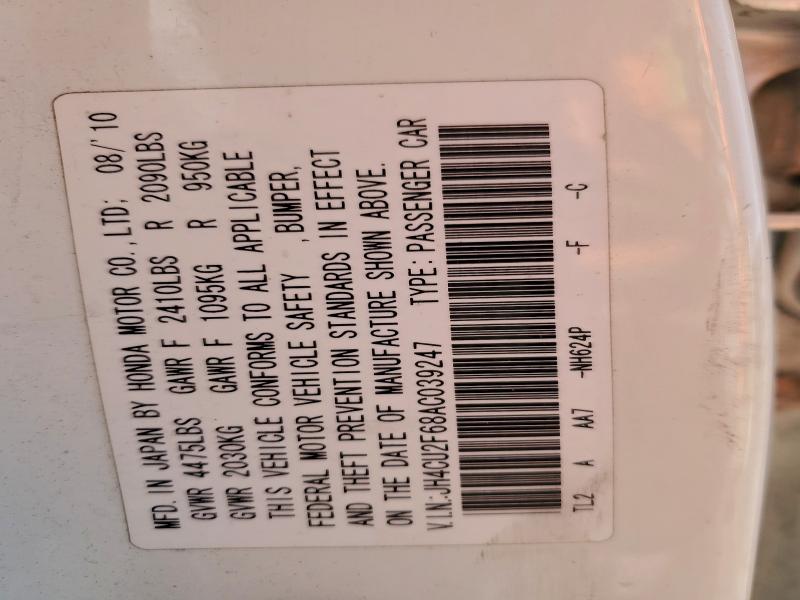 MFD. IN JAPAN BY HONDA MOTOR CO., LTD; 08/'10
GVWR 4475LBS GAWR F 2410LBS R 2090LBS
GVWR 2030KG GAWR F 1095KG R 950KG
THIS VEHICLE CONFORMS TO ALL APPLICABLE
FEDERAL MOTOR VEHICLE SAFETY , BUMPER,
AND THEFT PREVENTION STANDARDS IN EFFECT
ON THE DATE OF MANUFACTURE SHOWN ABOVE.
V.I.N.:JH4CU2F68AC039247 TYPE: PASSENGER CAR
TL2 A AA7 -NH624P -F -C